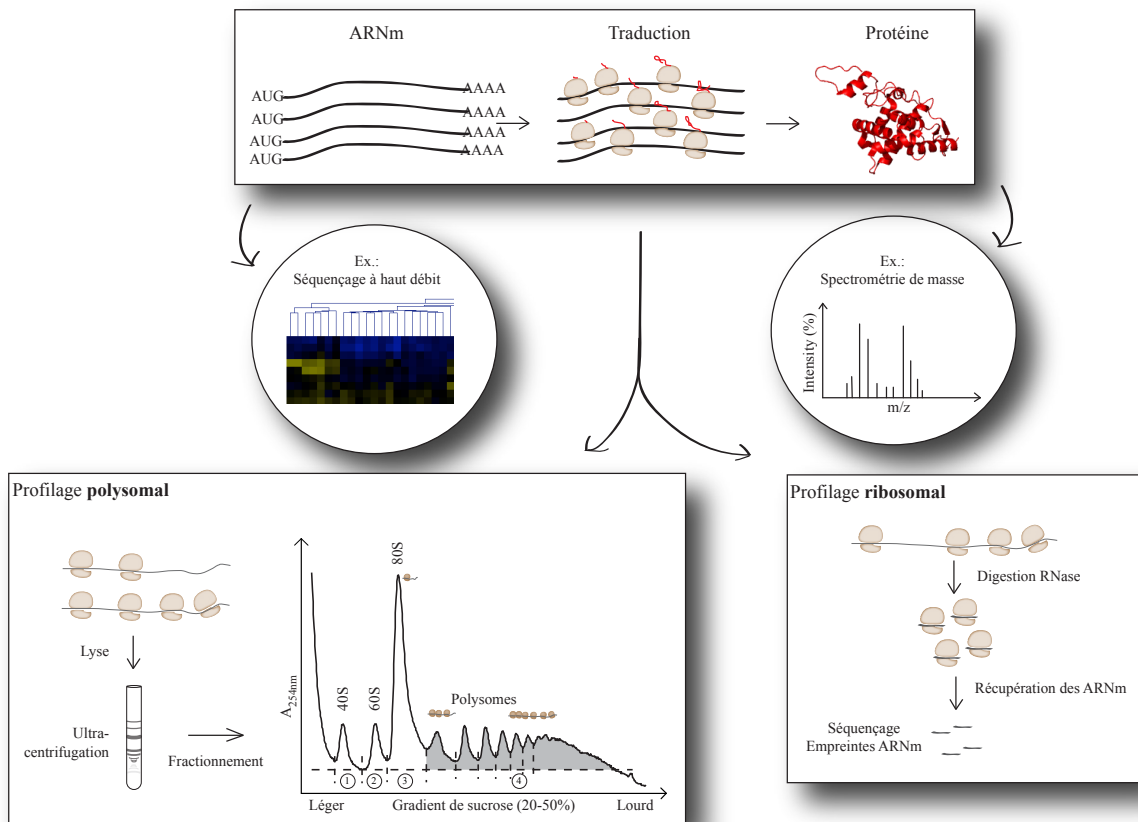 ARNm
Traduction
Protéine
AUG
AAAA
AUG
AAAA
AUG
AAAA
AUG
AAAA
Ex.:
Séquençage à haut débit
Ex.:
Spectrométrie de masse
Intensity (%)
m/z
Profilage polysomal
Lyse
Ultra-
centrifugation
Fractionnement
A254nm
40S
60S
80S
Polysomes
1
2
3
4
Léger
Gradient de sucrose (20-50%)
Lourd
Profilage ribosomal
Digestion RNase
Récupération des ARNm
Séquençage
Empreintes ARNm